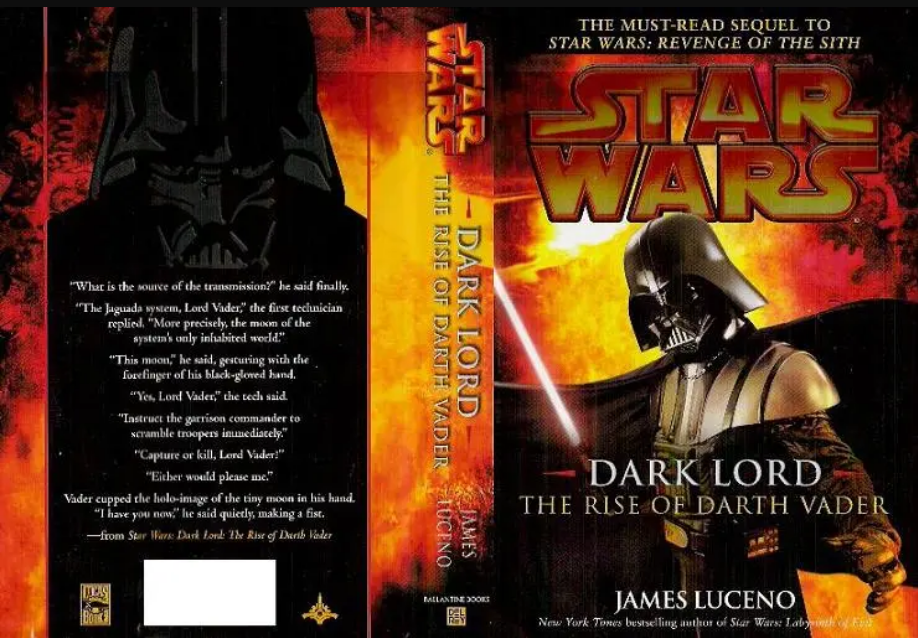 "What is the source of the transmission?" he said finally.
"The Jaguada system, Lord Vader," the first technician
replied. "More precisely, the moon of the
system's only inhabited world."
"This moon," he said, gesturing with the
forefinger of his black-gloved hand.
"Yes, Lord Vader," the tech said.
"Instruct the garrison commander to
scramble troopers immediately."
"Capture or kill, Lord Vader?"
"Either would please me."
Vader cupped the holo-image of the tiny moon in his hand.
"I have you now," he said quietly, making a fist.
—from Star Wars: Dark Lord: The Rise of Darth Vader
LUCAS
BOOKS
STAR
WARS®
DARK LORD
THE RISE OF DARTH VADER
JAMES
LUCENO
BALLANTINE BOOKS
DEL
REY
THE MUST-READ SEQUEL TO
STAR WARS: REVENGE OF THE SITH
STAR
WARS®
DARK LORD
THE RISE OF DARTH VADER
JAMES LUCENO
New York Times bestselling author of Star Wars: Labyrinth of Evil